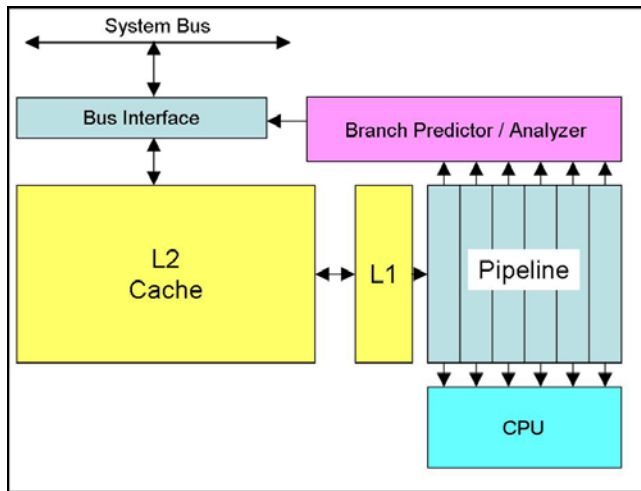 System Bus
Bus Interface
Branch Predictor / Analyzer
L2
Cache
L1
Pipeline
CPU